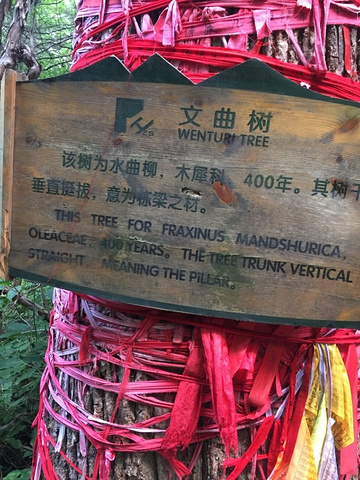 文曲树
WENTURI TREE
该树为水曲柳，木犀科，400年。其树干
垂直挺拔，意为栋梁之材。
THIS TREE FOR FRAXINUS MANDSHURICA,
OLEACEAE, 400 YEARS。 THE TREE TRUNK VERTICAL
STRAIGHT， MEANING THE PILLAR。